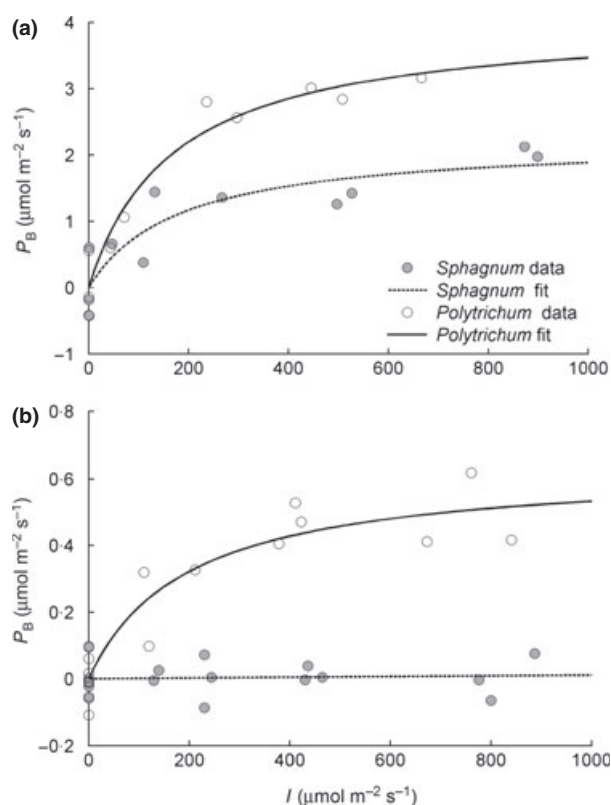 (a)
4
3
2
1
0
−1
P_B (μmol m⁻² s⁻¹)
Sphagnum data
Sphagnum fit
Polytrichum data
Polytrichum fit
0 200 400 600 800 1000
(b)
0·8
0·6
0·4
0·2
0
−0·2
P_B (μmol m⁻² s⁻¹)
0 200 400 600 800 1000
I (μmol m⁻² s⁻¹)